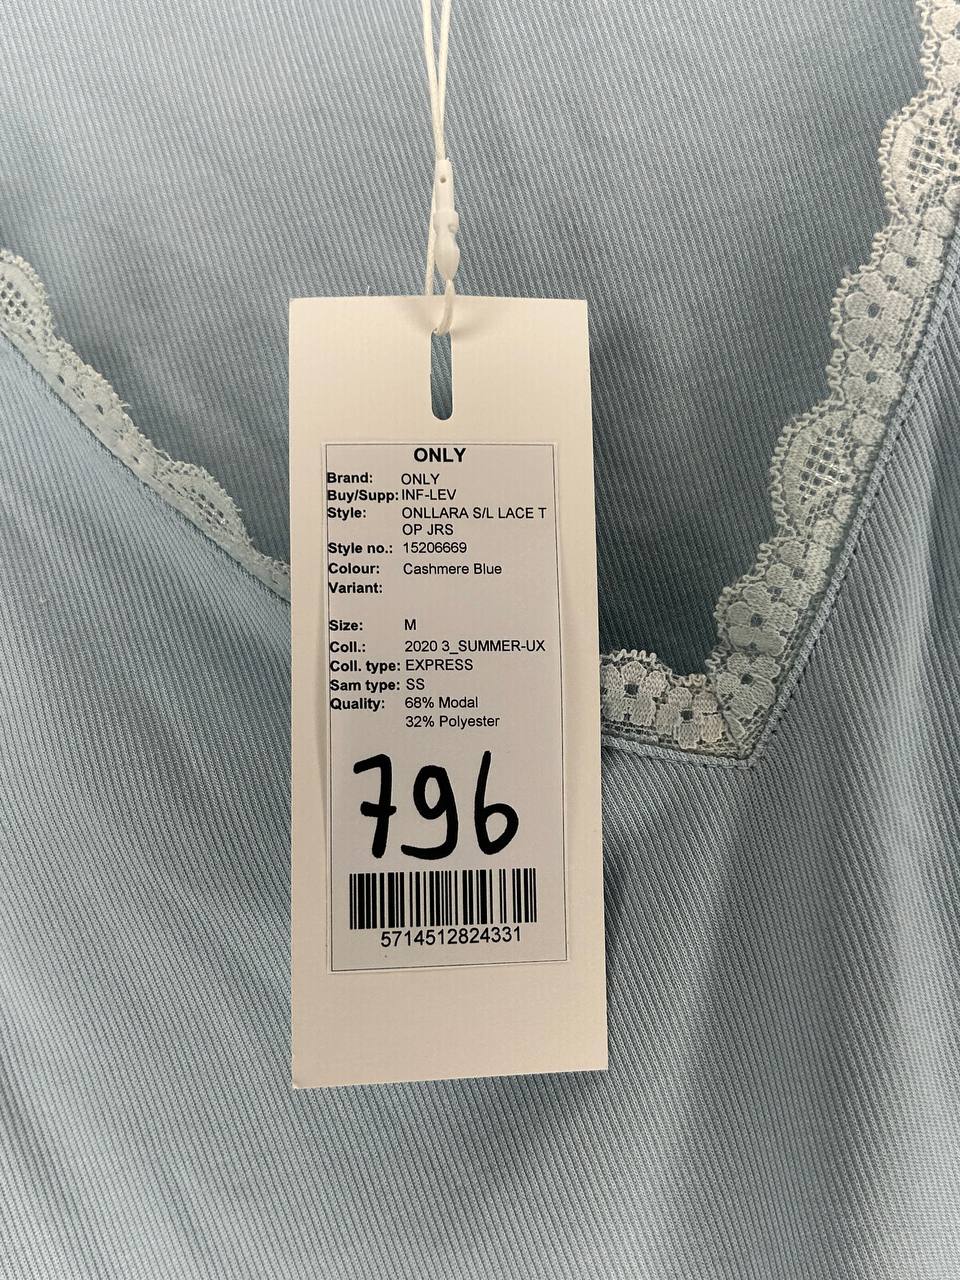 ONLY
Brand: ONLY
Buy/Supp: INF-LEV
Style: ONLLARA S/L LACE T
OP JRS
Style no.: 15206669
Colour: Cashmere Blue
Variant:
Size: M
Coll.: 2020 3_SUMMER-UX
Coll. type: EXPRESS
Sam type: SS
Quality: 68% Modal
32% Polyester
796
5714512824331